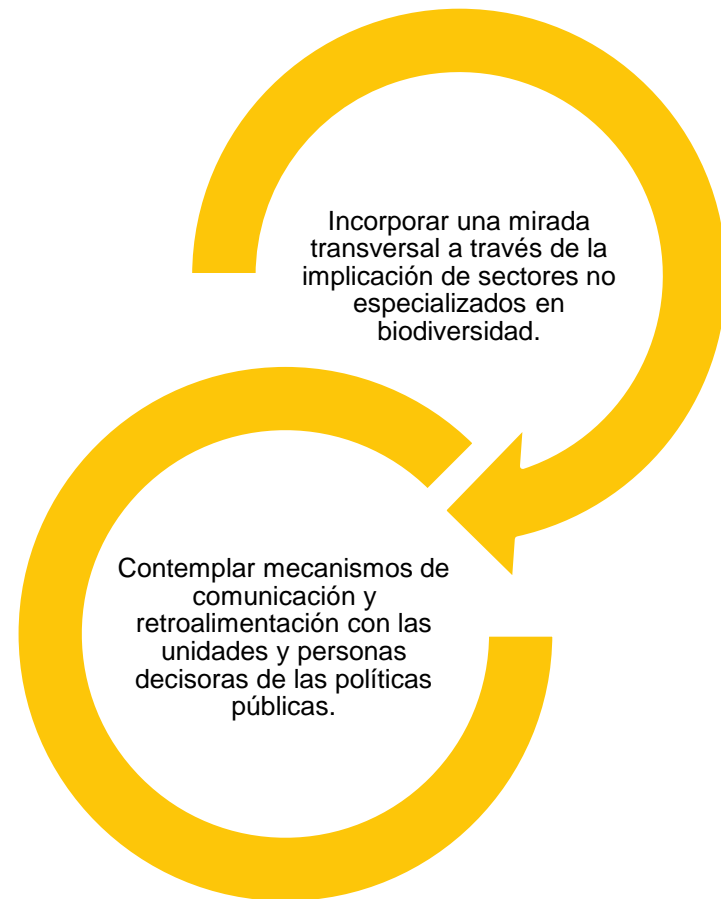 Incorporar una mirada
transversal a través de la
implicación de sectores no
especializados en
biodiversidad.
Contemplar mecanismos de
comunicación y
retroalimentación con las
unidades y personas
decisoras de las políticas
públicas.